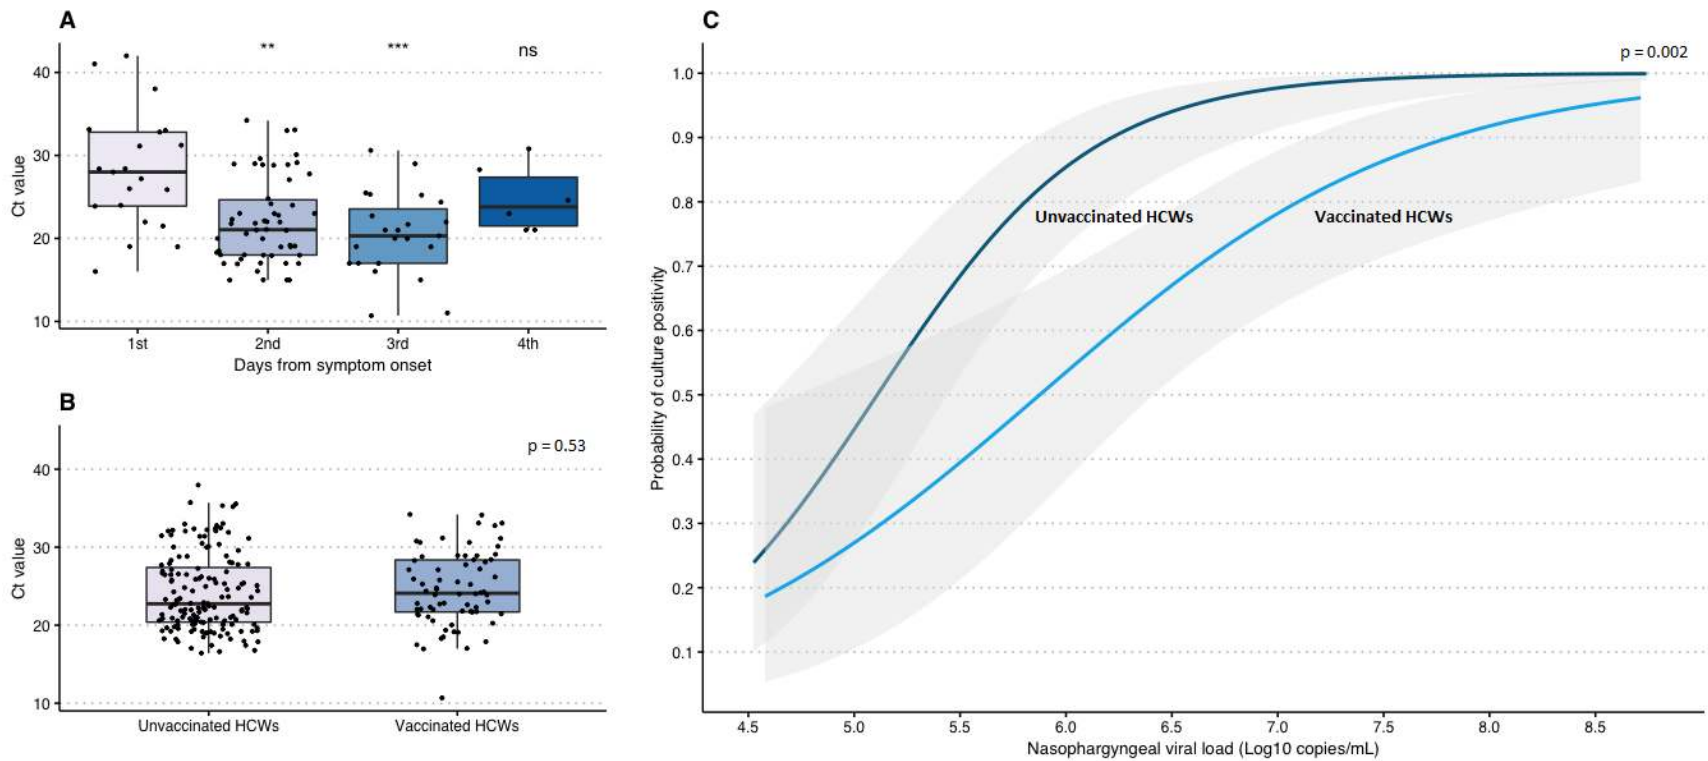 A
** *** ns
Ct value
40
30
20
10
1st 2nd 3rd 4th
Days from symptom onset
B
p = 0.53
Ct value
40
30
20
10
Unvaccinated HCWs Vaccinated HCWs
C
p = 0.002
Probability of culture positivity
1.0
0.9
0.8
0.7
0.6
0.5
0.4
0.3
0.2
0.1
Unvaccinated HCWs Vaccinated HCWs
4.5 5.0 5.5 6.0 6.5 7.0 7.5 8.0 8.5
Nasophargyngeal viral load (Log10 copies/mL)